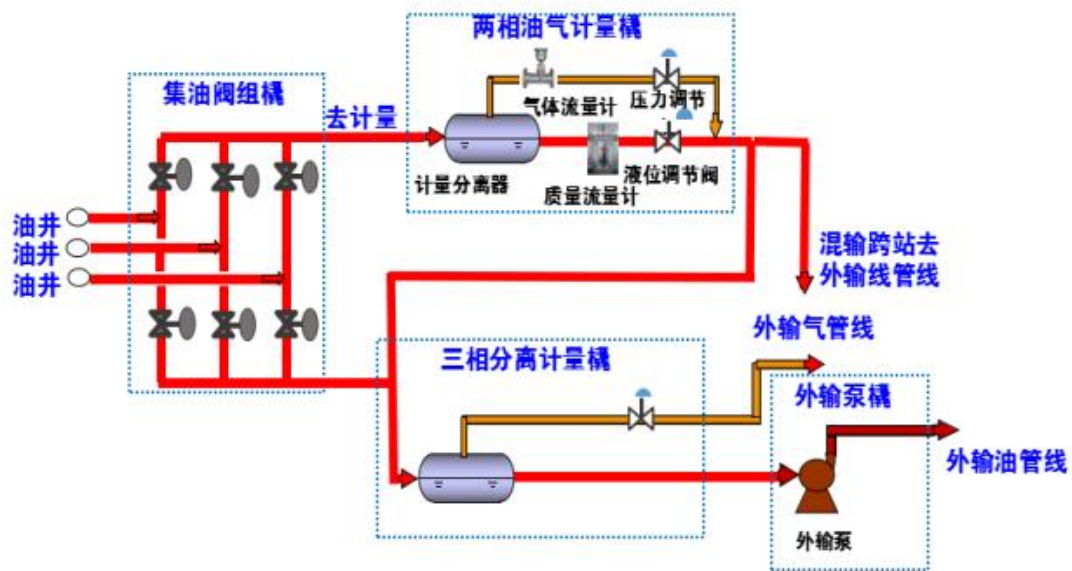 两相油气计量橇
集油阀组橇
去计量
气体流量计
压力调节
计量分离器
质量流量计
液位调节阀
油井
油井
油井
混输跨站去
外输线管线
外输气管线
三相分离计量橇
外输泵橇
外输油管线
外输泵